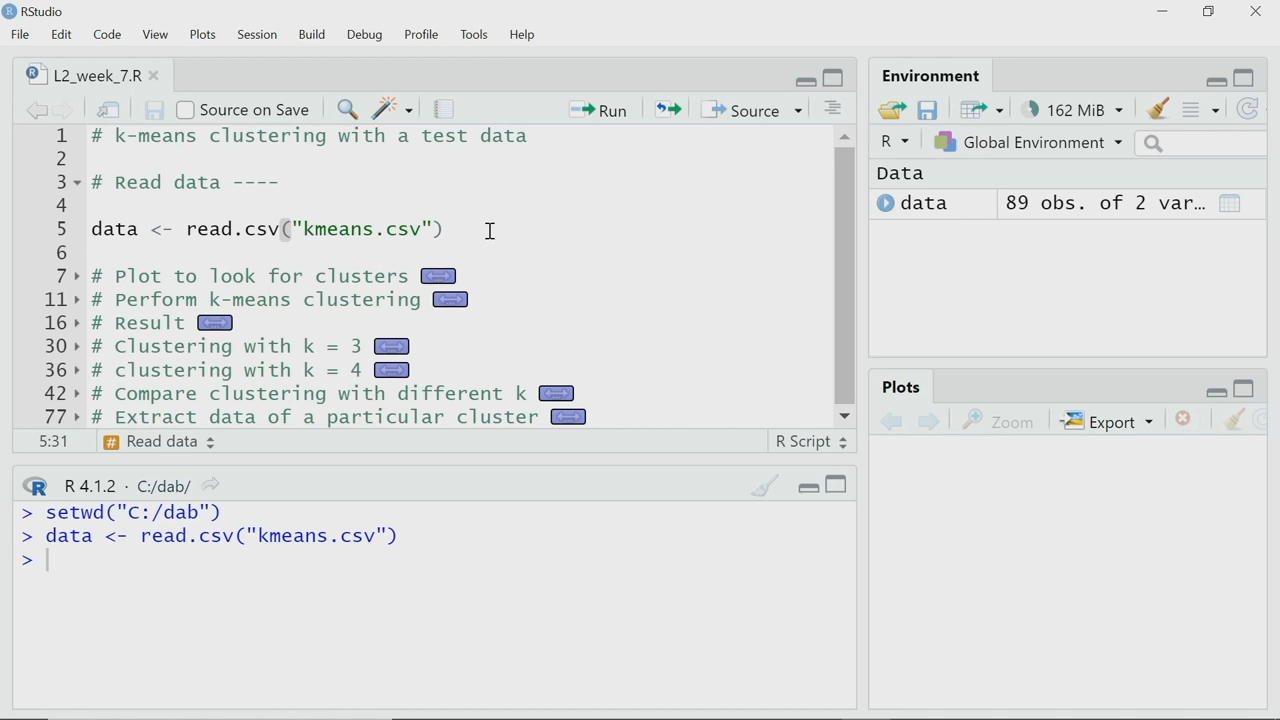 RStudio
File Edit Code View Plots Session Build Debug Profile Tools Help
L2_week_7.R
Source on Save Run Source
1 # k-means clustering with a test data
2
3 # Read data ----
4
5 data <- read.csv("kmeans.csv")
6
7 # Plot to look for clusters
11 # Perform k-means clustering
16 # Result
30 # Clustering with k = 3
36 # clustering with k = 4
42 # Compare clustering with different k
77 # Extract data of a particular cluster
5:31 # Read data R Script
R R 4.1.2 · C:/dab/
> setwd("C:/dab")
> data <- read.csv("kmeans.csv")
>
Environment
162 MiB
R Global Environment
Data
data 89 obs. of 2 var...
Plots
Zoom Export